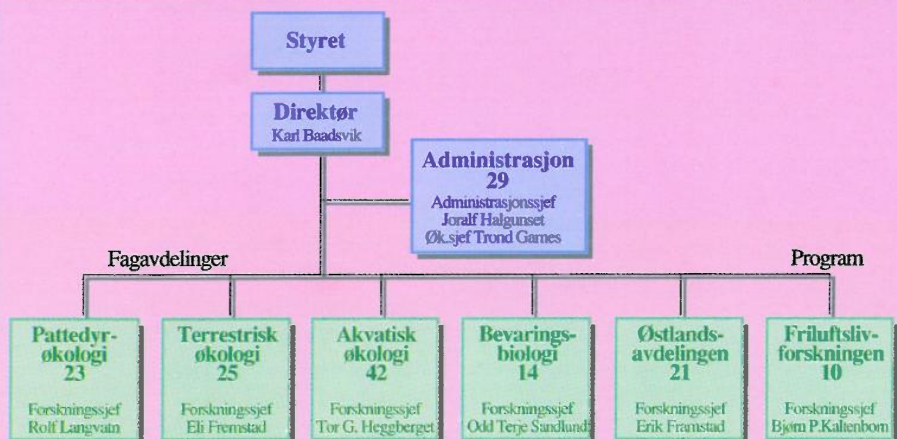 Styret
Direktør
Karl Baadsvik
Administrasjon
29
Administrasjonssjef
Joralf Halgunset
Øk.sjef Trond Garnes
Fagavdelinger
Program
Pattedyr-
økologi
23
Forskningssjef
Rolf Langvatn
Terrestrisk
økologi
25
Forskningssjef
Eli Fremstad
Akvatisk
økologi
42
Forskningssjef
Tor G. Heggberget
Bevarings-
biologi
14
Forskningssjef
Odd Terje Sandlund
Østlands-
avdelingen
21
Forskningssjef
Erik Framstad
Friluftsliv-
forskningen
10
Forskningssjef
Bjørn P.Kaltenborn